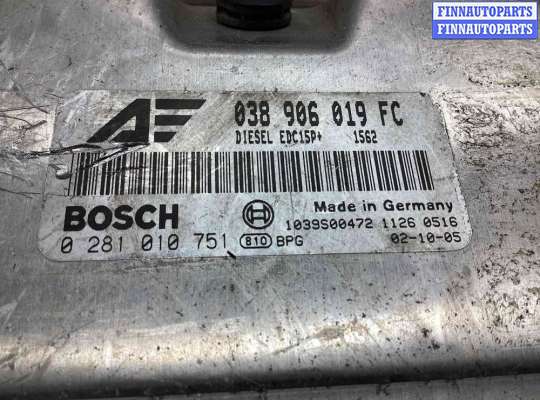 FINNAUTOPARTS
FINNAUTOPARTS
FINNAUTOPARTS
038 906 019 FC
DIESEL EDC15P+ 1562
BOSCH
Made in Germany
1039S00472 1126 0516
0 281 010 751 810 BPG 02-10-05